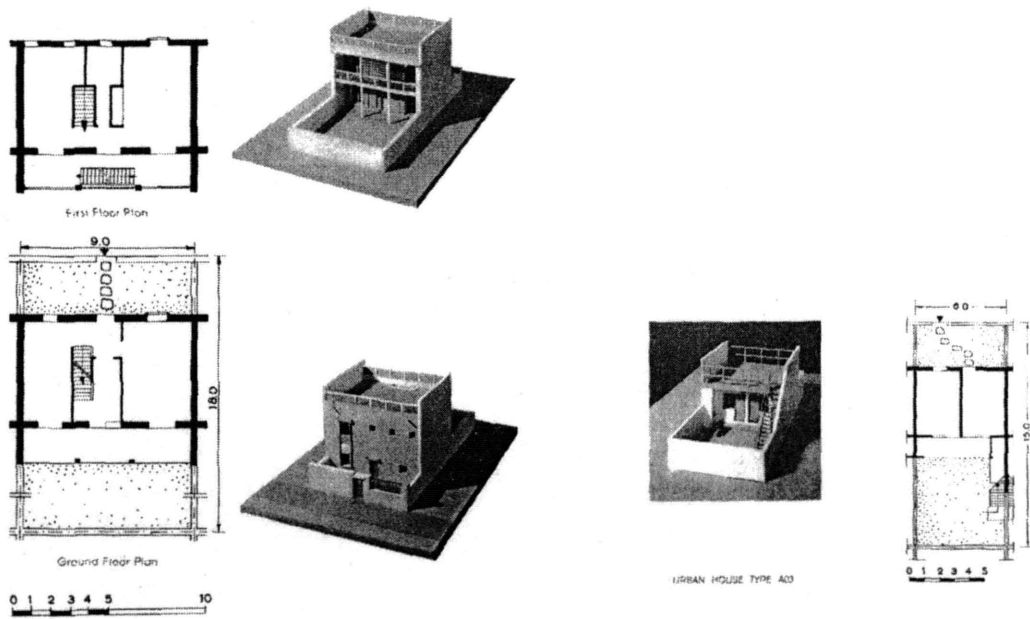 First Floor Plan
9.0
18.0
Ground Floor Plan
0 1 2 3 4 5 10
URBAN HOUSE TYPE A03
6.0
15.0
0 1 2 3 4 5